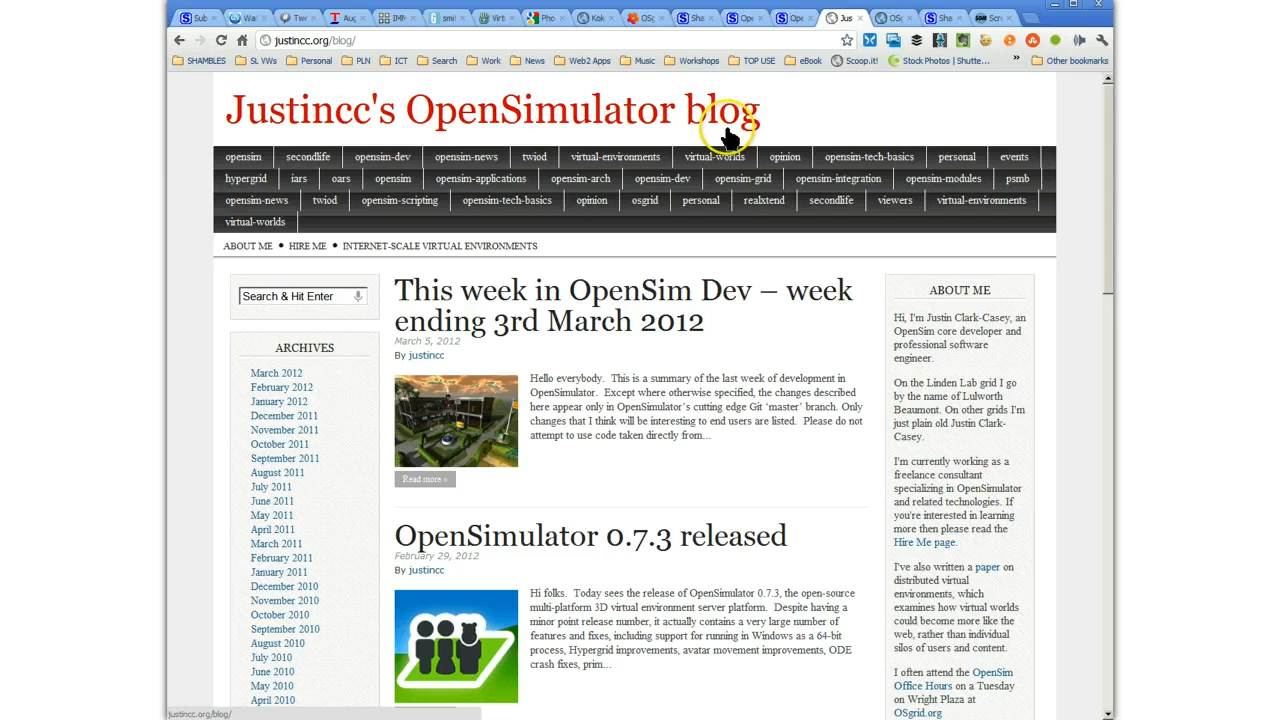 Sub
Wa
Twe
Aug
IMM
smi
Virt
Pho
Kok
OSg
Sha
Ope
Ope
Jus
OSg
Sha
Scre
justincc.org/blog/
SHAMBLES SL VWs Personal PLN ICT Search Work News Web2 Apps Music Workshops TOP USE eBook Scoop.it! Stock Photos | Shutte... » Other bookmarks
Justincc's OpenSimulator blog
opensim secondlife opensim-dev opensim-news twiod virtual-environments virtual-worlds opinion opensim-tech-basics personal events
hypergrid iars oars opensim opensim-applications opensim-arch opensim-dev opensim-grid opensim-integration opensim-modules psmb
opensim-news twiod opensim-scripting opensim-tech-basics opinion osgrid personal realxtend secondlife viewers virtual-environments
virtual-worlds
ABOUT ME • HIRE ME • INTERNET-SCALE VIRTUAL ENVIRONMENTS
Search & Hit Enter
ARCHIVES
March 2012
February 2012
January 2012
December 2011
November 2011
October 2011
September 2011
August 2011
July 2011
June 2011
May 2011
April 2011
March 2011
February 2011
January 2011
December 2010
November 2010
October 2010
September 2010
August 2010
July 2010
June 2010
May 2010
April 2010
This week in OpenSim Dev – week
ending 3rd March 2012
March 5, 2012
By justincc
Hello everybody. This is a summary of the last week of development in
OpenSimulator. Except where otherwise specified, the changes described
here appear only in OpenSimulator's cutting edge Git 'master' branch. Only
changes that I think will be interesting to end users are listed. Please do not
attempt to use code taken directly from...
Read more »
OpenSimulator 0.7.3 released
February 29, 2012
By justincc
Hi folks. Today sees the release of OpenSimulator 0.7.3, the open-source
multi-platform 3D virtual environment server platform. Despite having a
minor point release number, it actually contains a very large number of
features and fixes, including support for running in Windows as a 64-bit
process, Hypergrid improvements, avatar movement improvements, ODE
crash fixes, prim...
ABOUT ME
Hi, I'm Justin Clark-Casey, an
OpenSim core developer and
professional software
engineer.
On the Linden Lab grid I go
by the name of Lulworth
Beaumont. On other grids I'm
just plain old Justin Clark-
Casey.
I'm currently working as a
freelance consultant
specializing in OpenSimulator
and related technologies. If
you're interested in learning
more then please read the
Hire Me page.
I've also written a paper on
distributed virtual
environments, which
examines how virtual worlds
could become more like the
web, rather than individual
silos of users and content.
I often attend the OpenSim
Office Hours on a Tuesday
on Wright Plaza at
OSgrid.org
justincc.org/blog/